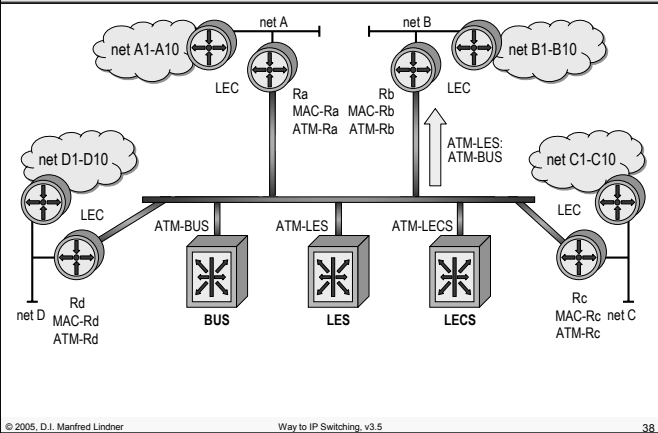 net A
net B
net A1-A10
net B1-B10
LEC
LEC
Ra
MAC-Ra
ATM-Ra
Rb
MAC-Rb
ATM-Rb
ATM-LES:
ATM-BUS
net D1-D10
net C1-C10
LEC
LEC
ATM-BUS
ATM-LES
ATM-LECS
net D
Rd
MAC-Rd
ATM-Rd
BUS
LES
LECS
Rc
MAC-Rc
ATM-Rc
net C
© 2005, D.I. Manfred Lindner
Way to IP Switching, v3.5
38